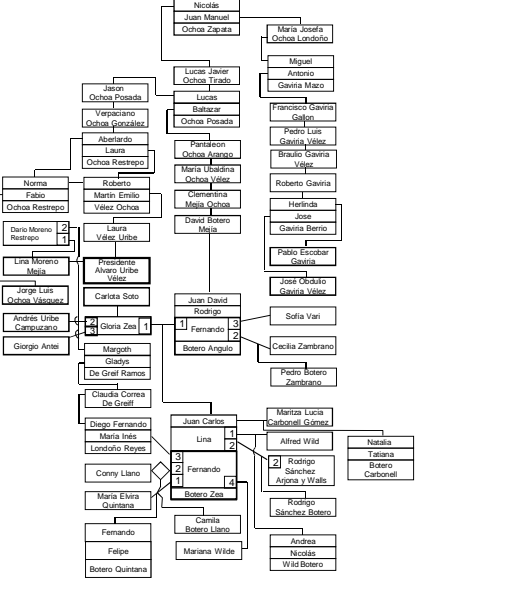 Nicolás
Juan Manuel
Ochoa Zapata
María Josefa
Ochoa Londoño
Miguel
Antonio
Gaviria Mazo
Lucas Javier
Ochoa Tirado
Jason
Ochoa Posada
Lucas
Baltazar
Ochoa Posada
Francisco Gaviria
Gallon
Verpaciano
Ochoa González
Pedro Luis
Gaviria Vélez
Aberlardo
Laura
Ochoa Restrepo
Pantaleon
Ochoa Arango
Braulio Gaviria
Vélez
María Ubaldina
Ochoa Vélez
Norma
Fabio
Ochoa Restrepo
Roberto
Martín Emilio
Vélez Ochoa
Roberto Gaviria
Clementina
Mejía Ochoa
Herlinda
Jose
Gaviria Berrio
David Botero
Mejía
Dario Moreno
Restrepo
2
1
Laura
Vélez Uribe
Pablo Escobar
Gaviria
Lina Moreno
Mejía
Presidente
Alvaro Uribe
Vélez
José Obdulio
Gaviria Vélez
Jorge Luis
Ochoa Vásquez
Carlota Soto
Juan David
Rodrigo
1
Fernando
3
2
Botero Angulo
Sofía Vari
Andrés Uribe
Campuzano
2
3
Gloria Zea
1
Giorgio Antei
Cecilia Zambrano
Margoth
Gladys
De Greif Ramos
Pedro Botero
Zambrano
Claudia Correa
De Greiff
Juan Carlos
Lina
1
2
3
2
1
Fernando
4
Botero Zea
Maritza Lucia
Carbonell Gómez
Diego Fernando
María Inés
Londoño Reyes
Alfred Wild
Natalia
Tatiana
Botero
Carbonell
2
Rodrigo
Sánchez
Arjona y Walls
Conny Llano
María Elvira
Quintana
Rodrigo
Sánchez Botero
Camila
Botero Llano
Fernando
Felipe
Botero Quintana
Mariana Wilde
Andrea
Nicolás
Wild Botero